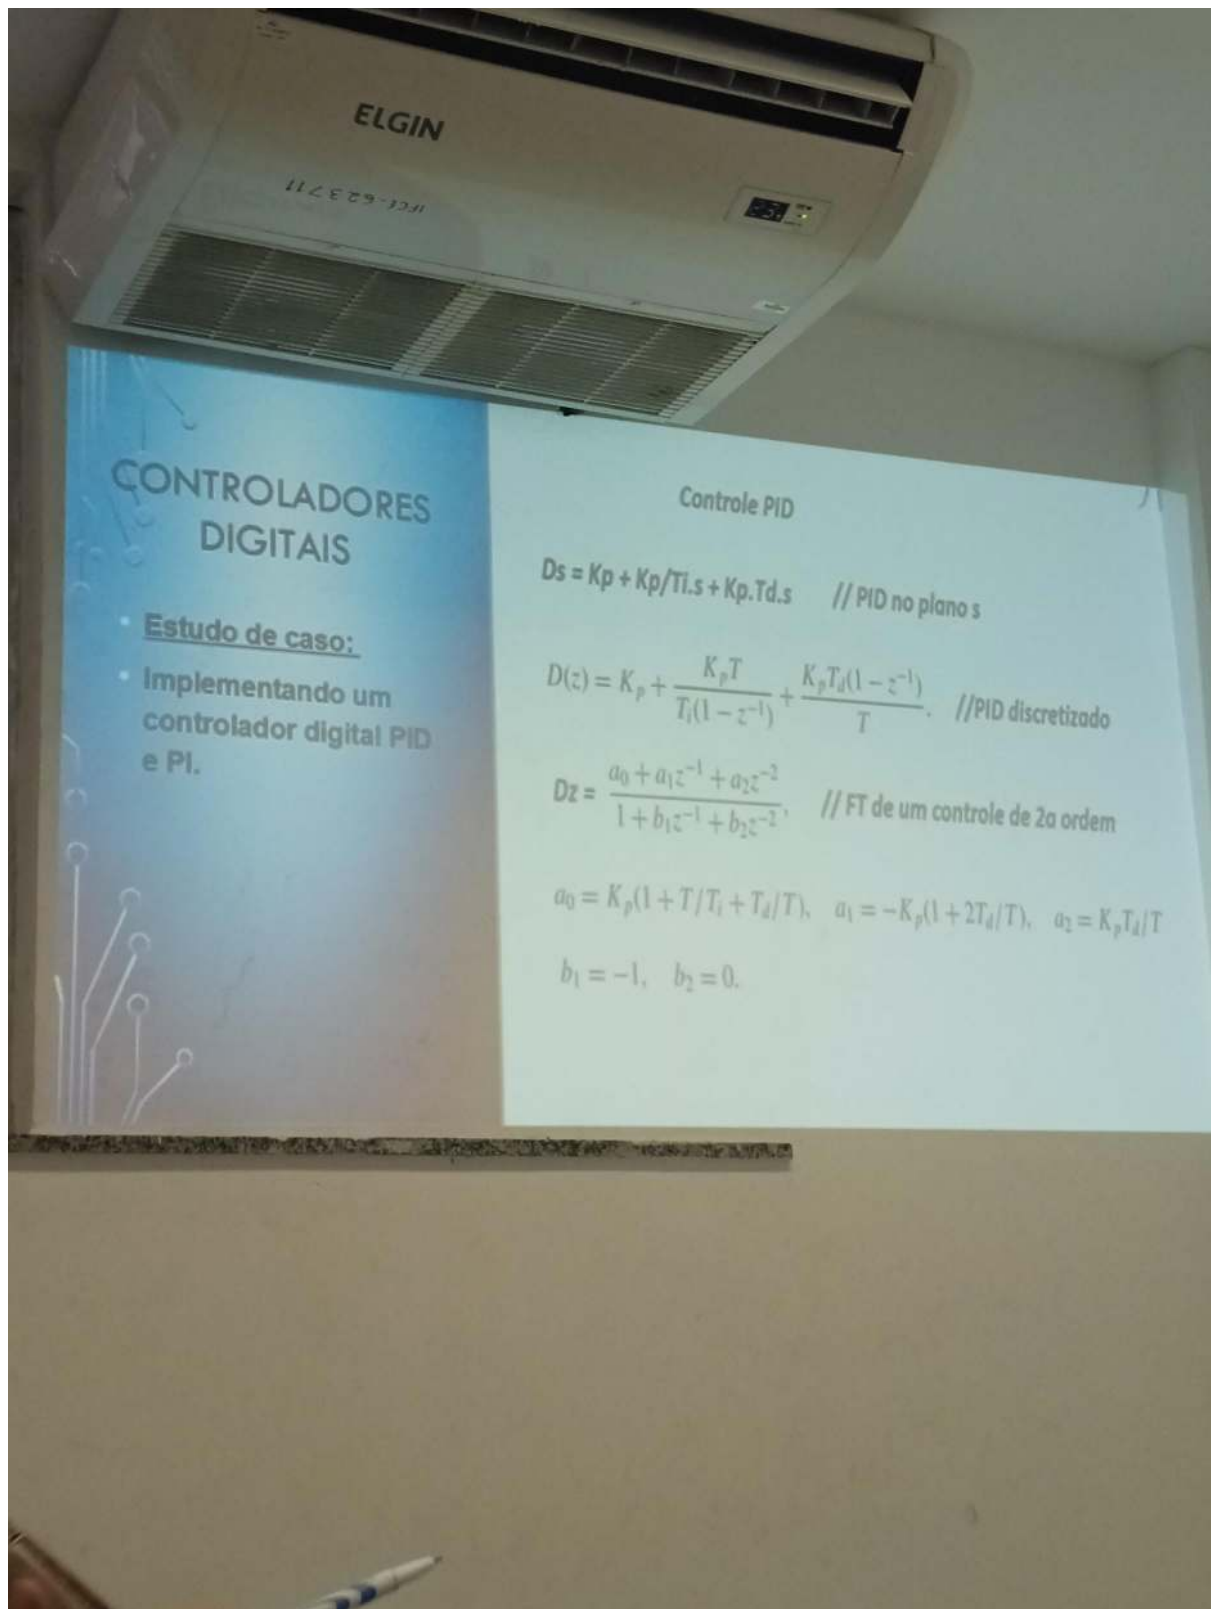 ELGIN
IFCE-623711
CONTROLADORES
DIGITAIS
• Estudo de caso:
• Implementando um
controlador digital PID
e PI.
Controle PID
Ds = Kp + Kp/Ti.s + Kp.Td.s // PID no plano s
D(z) = K_p + \frac{K_pT}{T_i(1 − z^{−1})} + \frac{K_pT_d(1 − z^{−1})}{T}. //PID discretizado
Dz = \frac{a_0 + a_1z^{−1} + a_2z^{−2}}{1 + b_1z^{−1} + b_2z^{−2}}, // FT de um controle de 2a ordem
a_0 = K_p(1 + T/T_i + T_d/T), a_1 = −K_p(1 + 2T_d/T), a_2 = K_pT_d/T
b_1 = −1, b_2 = 0.